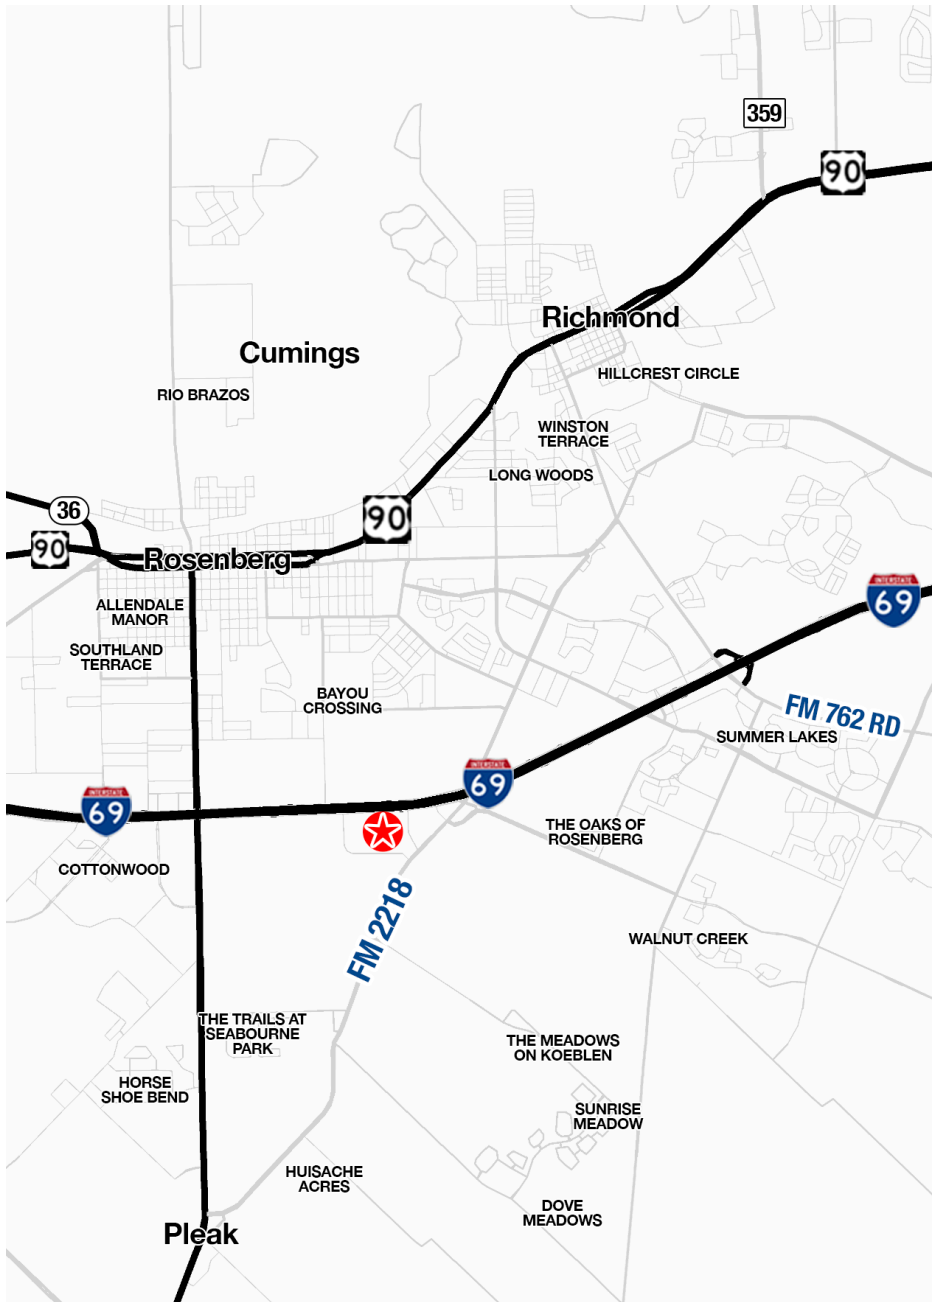 359
90
Richmond
Cumings
HILLCREST CIRCLE
RIO BRAZOS
WINSTON
TERRACE
LONG WOODS
36
90
90
Rosenberg
INTERSTATE
69
ALLENDALE
MANOR
SOUTHLAND
TERRACE
BAYOU
CROSSING
FM 762 RD
SUMMER LAKES
INTERSTATE
69
INTERSTATE
69
THE OAKS OF
ROSENBERG
COTTONWOOD
FM 2218
WALNUT CREEK
THE TRAILS AT
SEABOURNE
PARK
THE MEADOWS
ON KOEBLEN
HORSE
SHOE BEND
SUNRISE
MEADOW
HUISACHE
ACRES
DOVE
MEADOWS
Pleak